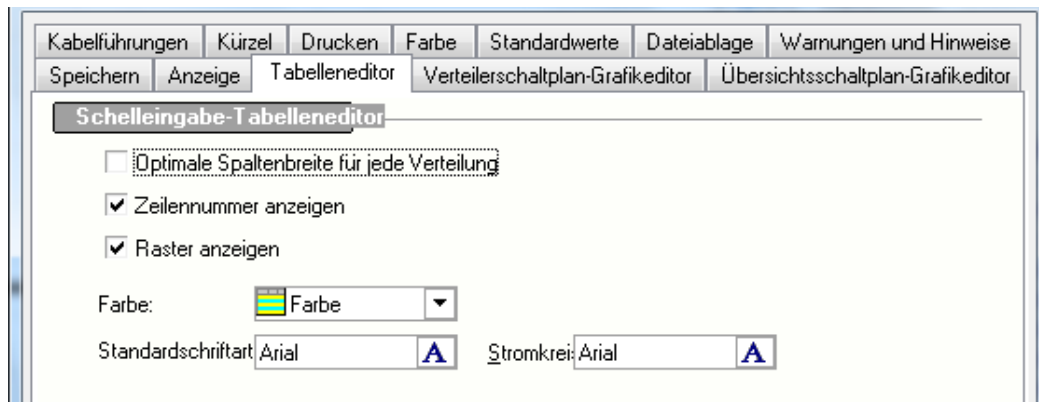 Kabelführungen Kürzel Drucken Farbe Standardwerte Dateiablage Warnungen und Hinweise
Speichern Anzeige Tabelleneditor Verteilerschaltplan-Grafikeditor Übersichtsschaltplan-Grafikeditor
Schelleingabe-Tabelleneditor
Optimale Spaltenbreite für jede Verteilung
Zeilennummer anzeigen
Raster anzeigen
Farbe: Farbe
Standardschriftart Arial A Stromkrei Arial A